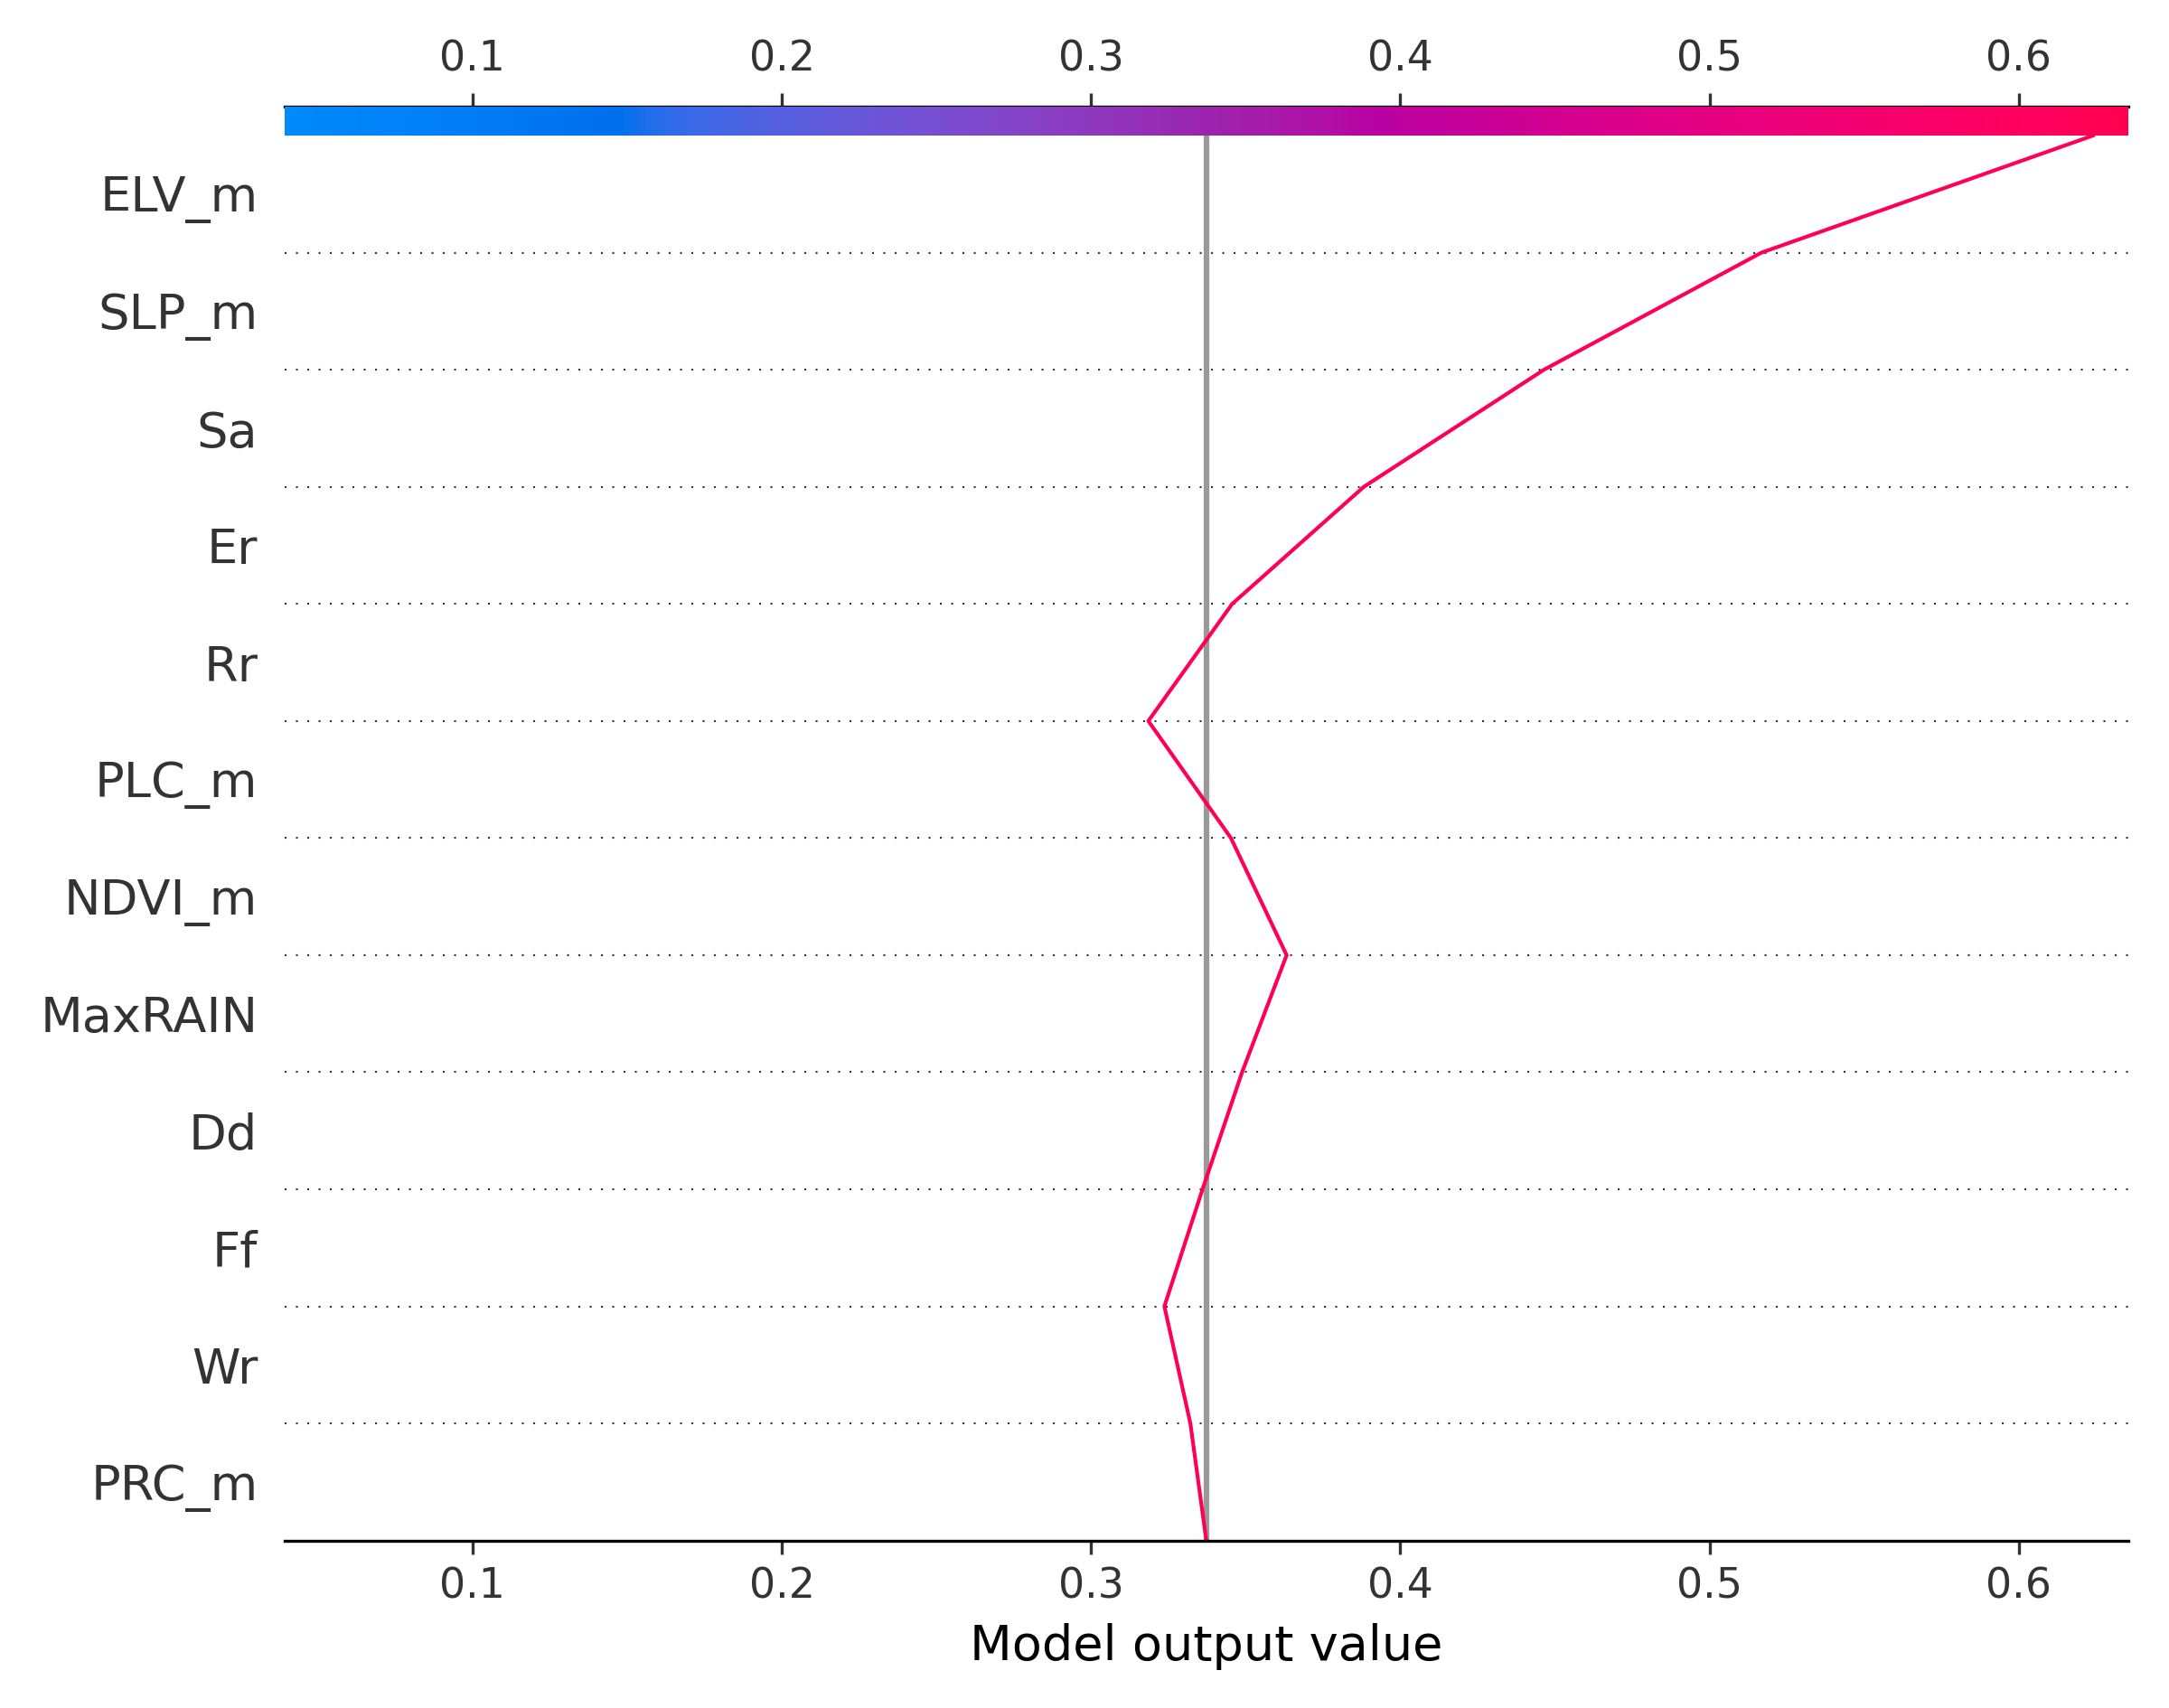 0.1 0.2 0.3 0.4 0.5 0.6
ELV_m
SLP_m
Sa
Er
Rr
PLC_m
NDVI_m
MaxRAIN
Dd
Ff
Wr
PRC_m
0.1 0.2 0.3 0.4 0.5 0.6
Model output value